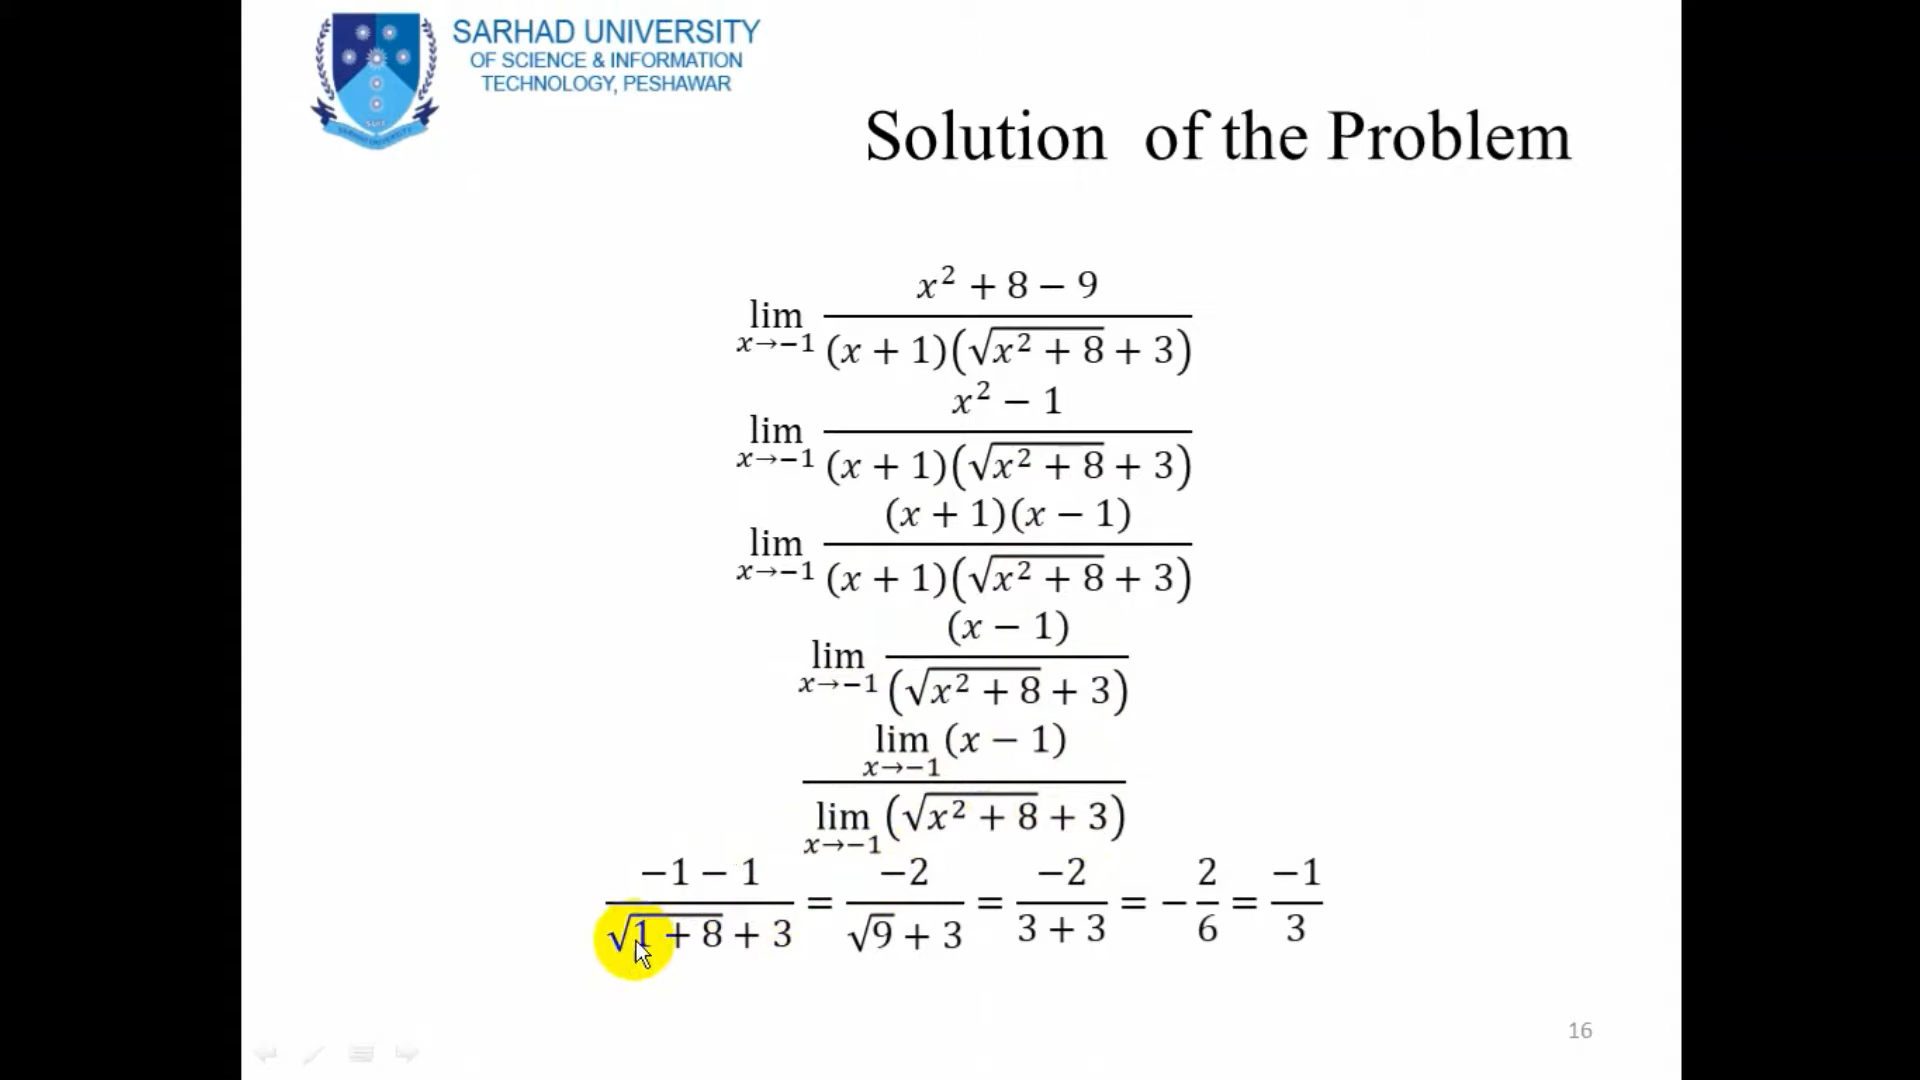 SARHAD UNIVERSITY
OF SCIENCE & INFORMATION
TECHNOLOGY, PESHAWAR
SUIT
SARHAD UNIVERSITY
Solution of the Problem
lim x→−1 (x² + 8 − 9) / ((x + 1)(√(x² + 8) + 3))
lim x→−1 (x² − 1) / ((x + 1)(√(x² + 8) + 3))
lim x→−1 ((x + 1)(x − 1)) / ((x + 1)(√(x² + 8) + 3))
lim x→−1 (x − 1) / (√(x² + 8) + 3)
lim x→−1 (x − 1) / lim x→−1 (√(x² + 8) + 3)
(−1 − 1) / (√(1 + 8) + 3) = −2 / (√9 + 3) = −2 / (3 + 3) = − 2/6 = −1/3
16